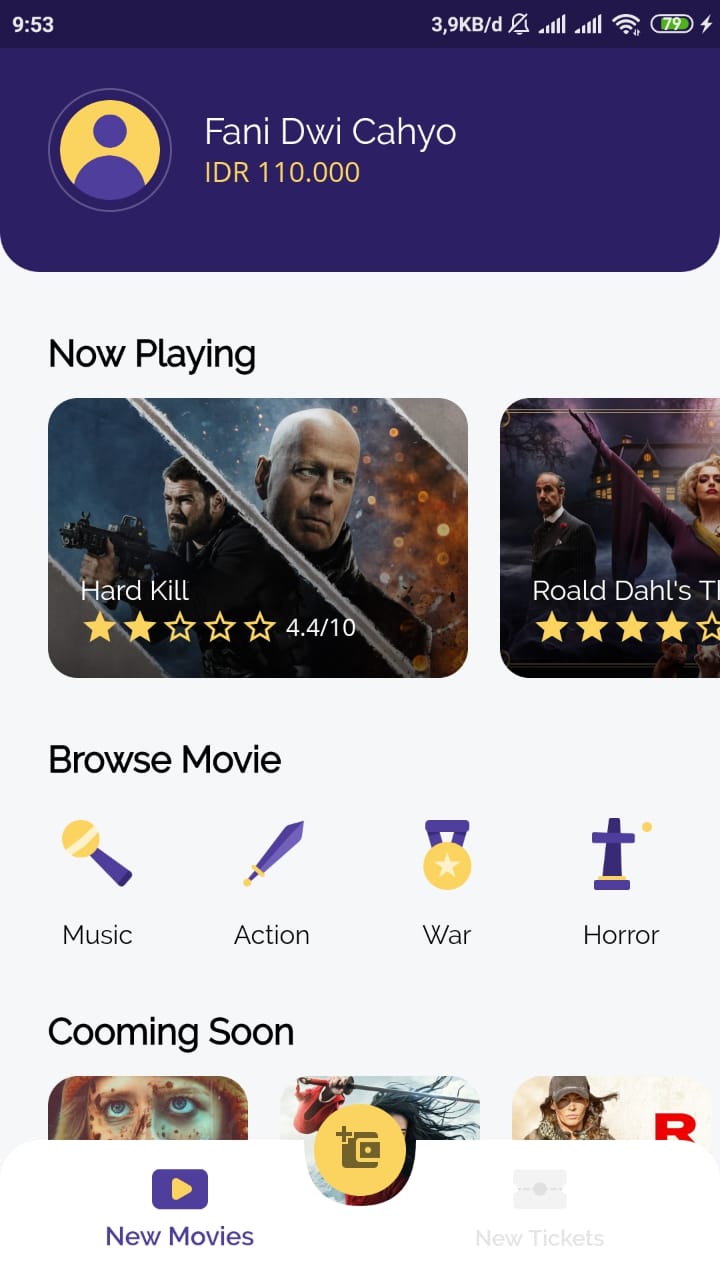 9:53 3,9KB/d 79
Fani Dwi Cahyo
IDR 110.000
Now Playing
Hard Kill
4.4/10
Roald Dahl's T
Browse Movie
Music Action War Horror
Cooming Soon
R
New Movies New Tickets